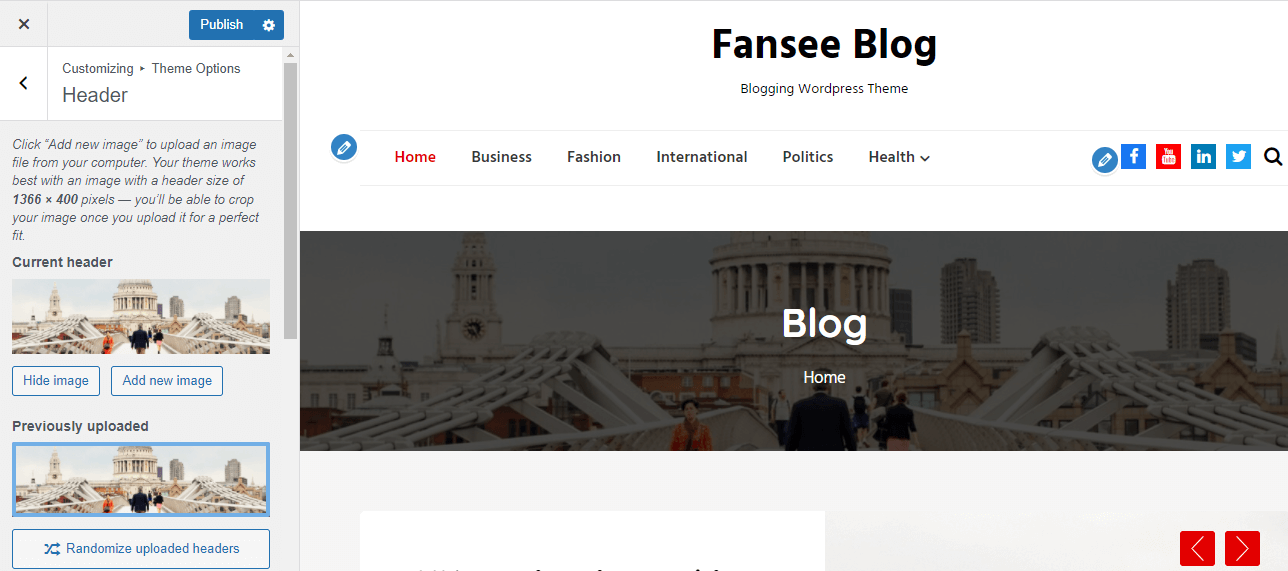 Publish
Customizing ▸ Theme Options
Header
Click “Add new image” to upload an image
file from your computer. Your theme works
best with an image with a header size of
1366 × 400 pixels — you’ll be able to crop
your image once you upload it for a perfect
fit.
Current header
Hide image
Add new image
Previously uploaded
Randomize uploaded headers
Fansee Blog
Blogging Wordpress Theme
Home Business Fashion International Politics Health
You Tube
Blog
Home